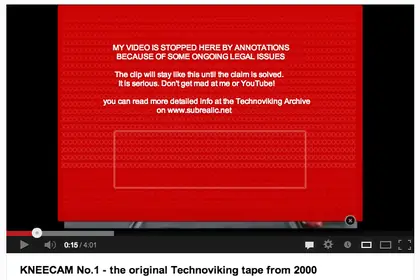 MY VIDEO IS STOPPED HERE BY ANNOTATIONS
BECAUSE OF SOME ONGOING LEGAL ISSUES
The clip will stay like this until the claim is solved.
It is serious. Don't get mad at me or YouTube!
you can read more detailed info at the Technoviking Archive
on www.subrealic.net
0:15 / 4:01
KNEECAM No.1 - the original Technoviking tape from 2000